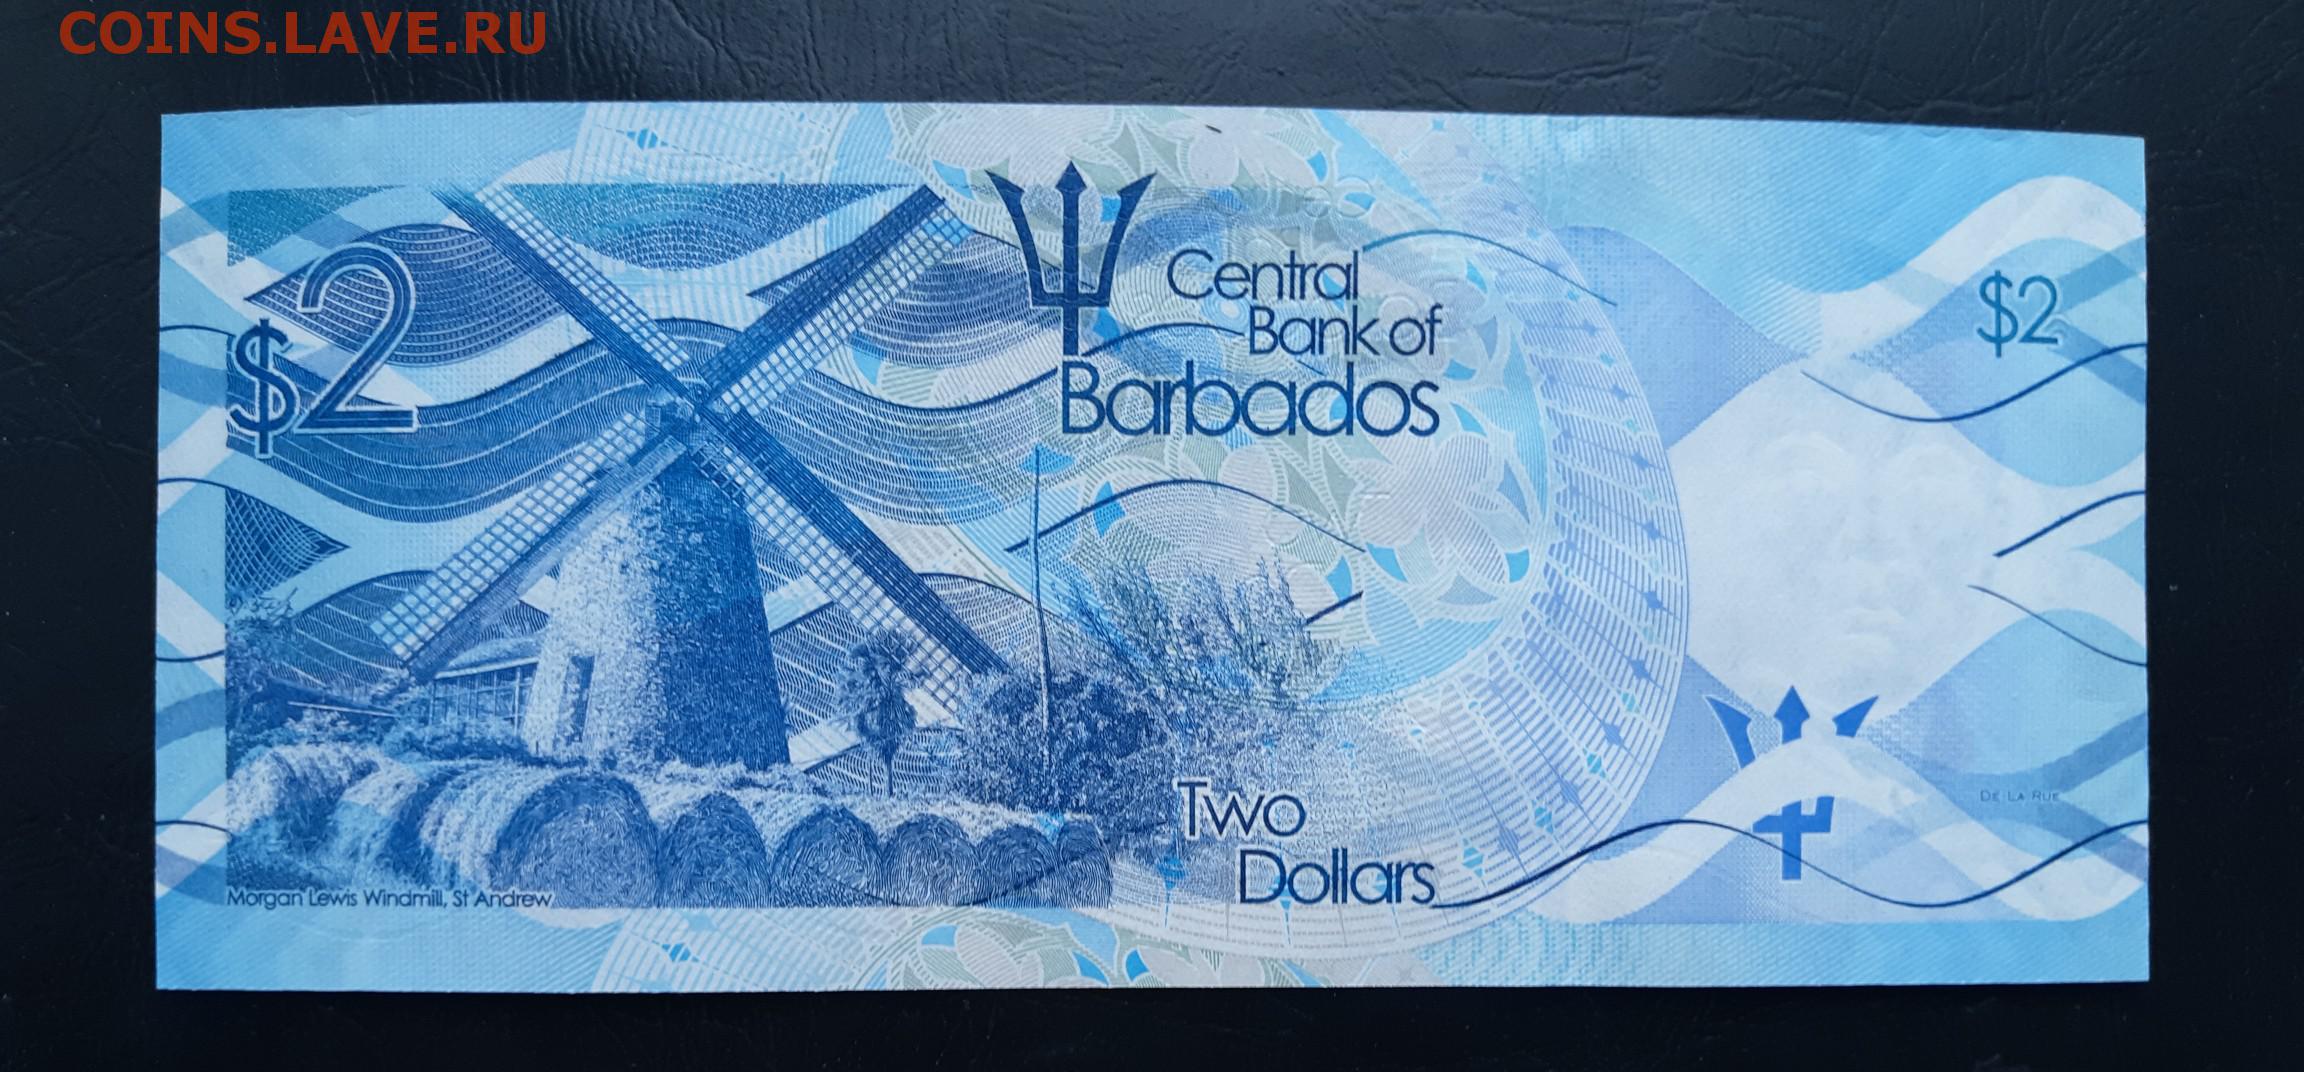 COINS.LAVE.RU
$2
Central
Bank of
Barbados
$2
Two
Dollars
DE LA RUE
Morgan Lewis Windmill, St Andrew